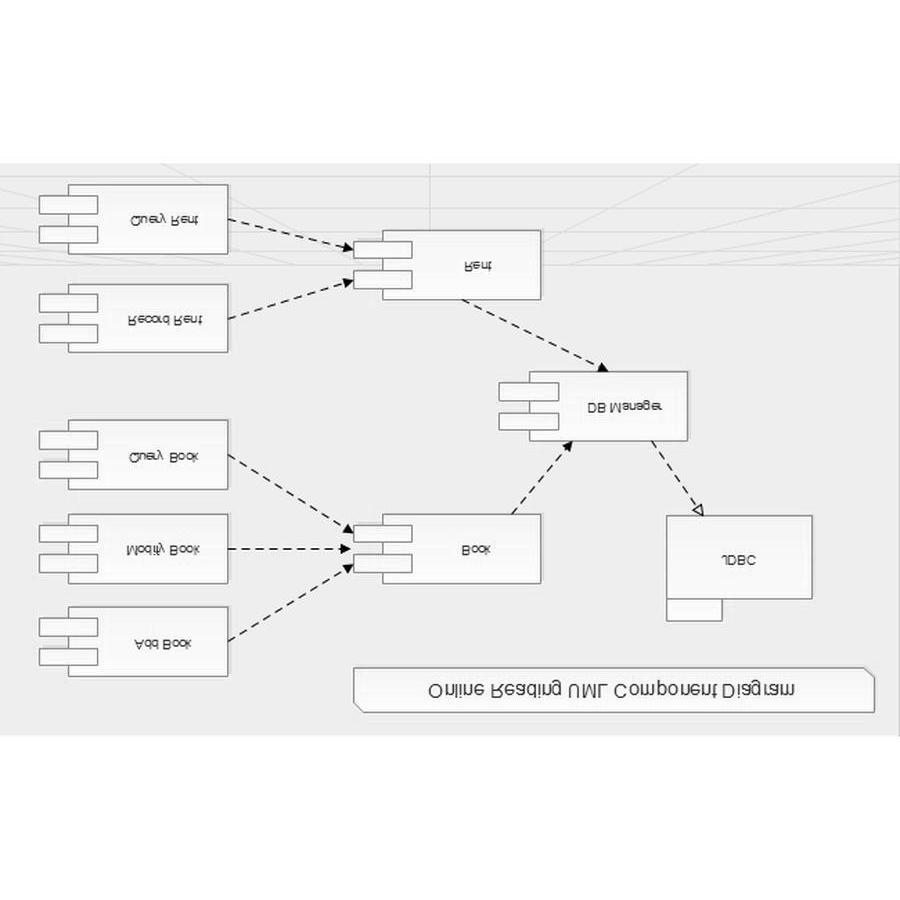 Query Rent
Rent
Record Rent
DB Manager
Query Book
Modify Book
Book
JDBC
Add Book
Online Reading UML Component Diagram